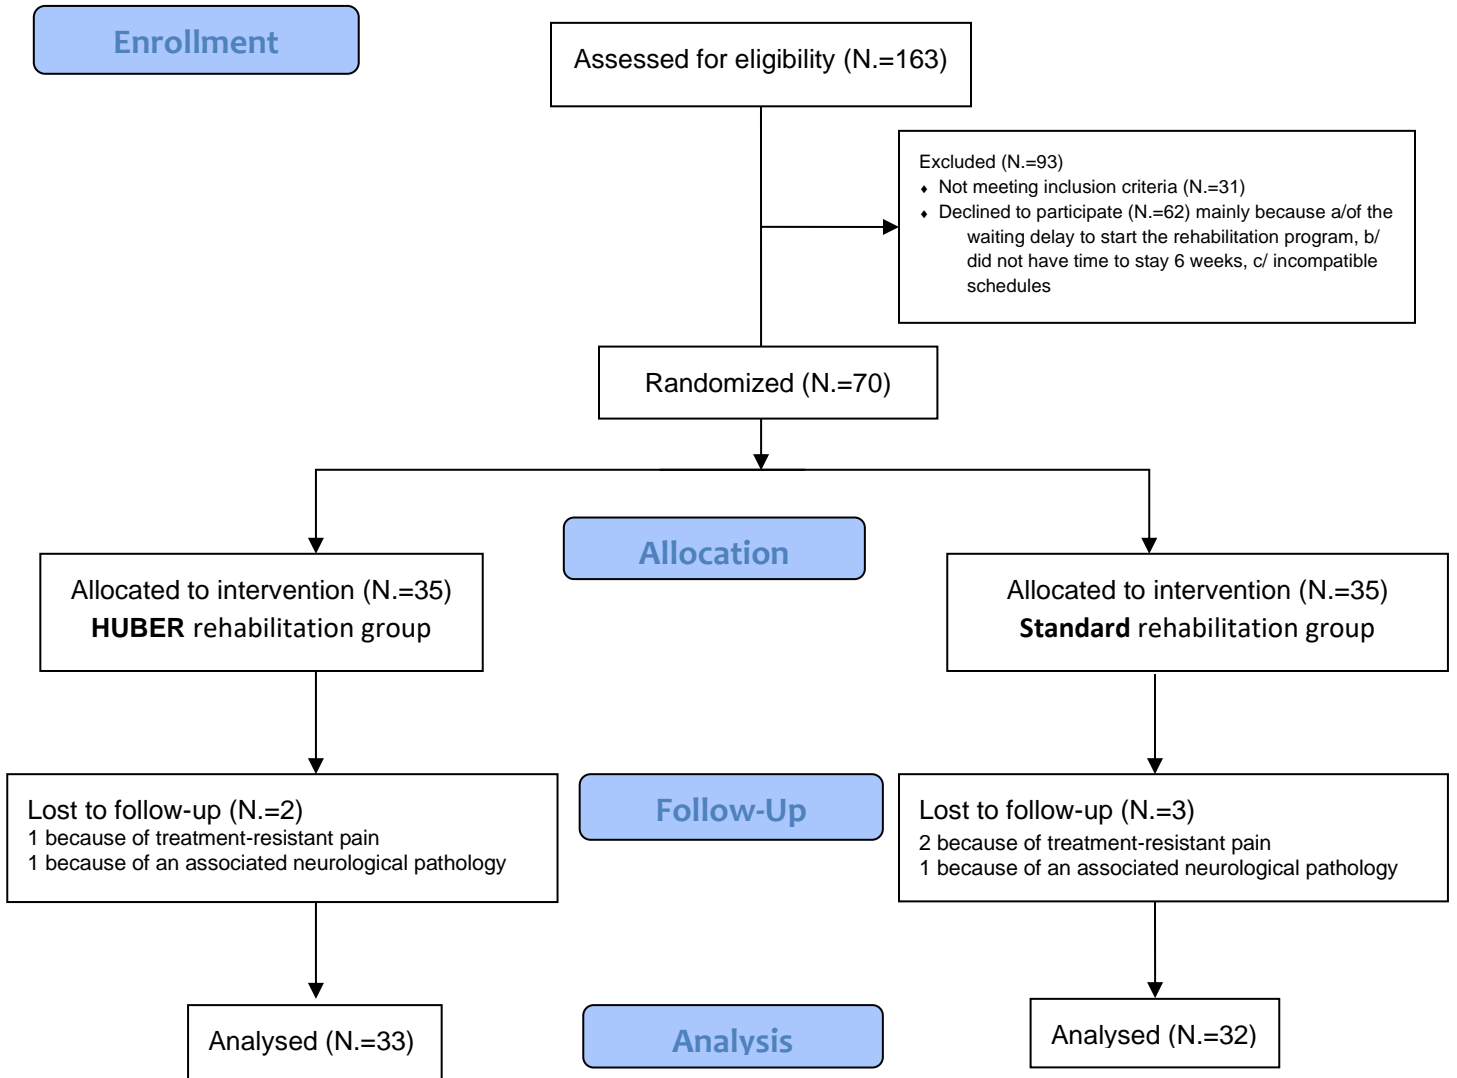 Enrollment
Assessed for eligibility (N.=163)
Excluded (N.=93)
⬧ Not meeting inclusion criteria (N.=31)
⬧ Declined to participate (N.=62) mainly because a/of the
waiting delay to start the rehabilitation program, b/
did not have time to stay 6 weeks, c/ incompatible
schedules
Randomized (N.=70)
Allocation
Allocated to intervention (N.=35)
HUBER rehabilitation group
Allocated to intervention (N.=35)
Standard rehabilitation group
Follow-Up
Lost to follow-up (N.=2)
1 because of treatment-resistant pain
1 because of an associated neurological pathology
Lost to follow-up (N.=3)
2 because of treatment-resistant pain
1 because of an associated neurological pathology
Analysis
Analysed (N.=33)
Analysed (N.=32)